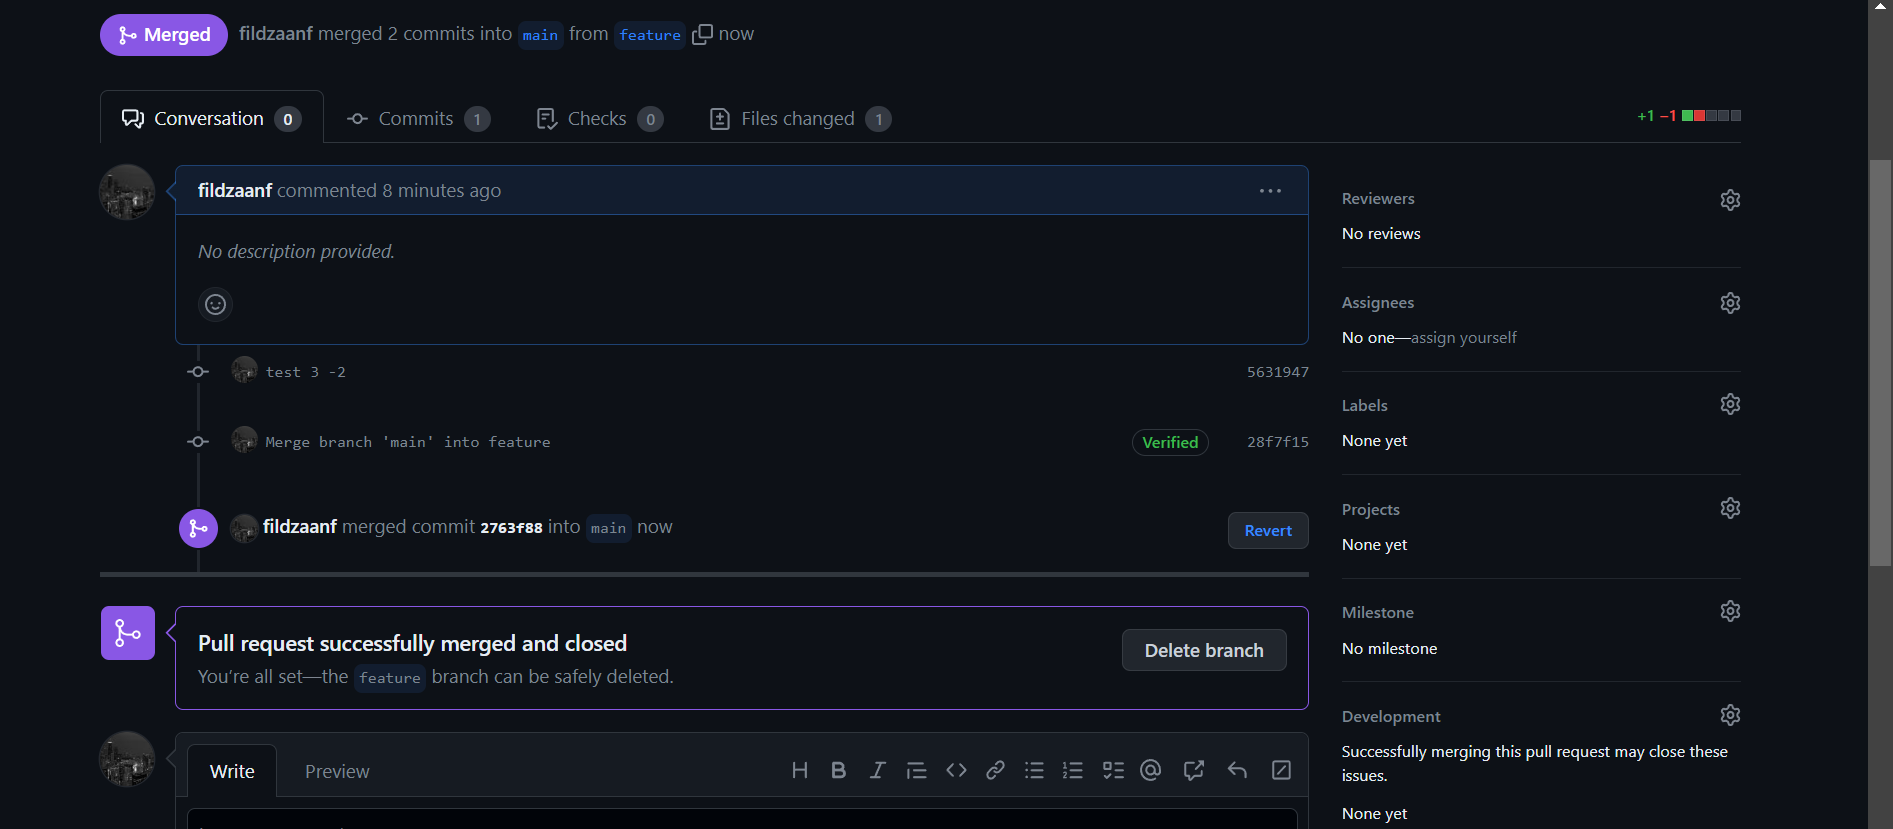 Merged fildzaanf merged 2 commits into main from feature now
Conversation 0 Commits 1 Checks 0 Files changed 1 +1 −1
fildzaanf commented 8 minutes ago
No description provided.
test 3 -2 5631947
Merge branch 'main' into feature Verified 28f7f15
fildzaanf merged commit 2763f88 into main now Revert
Pull request successfully merged and closed
You're all set—the feature branch can be safely deleted.
Delete branch
Write Preview
Reviewers
No reviews
Assignees
No one—assign yourself
Labels
None yet
Projects
None yet
Milestone
No milestone
Development
Successfully merging this pull request may close these
issues.
None yet